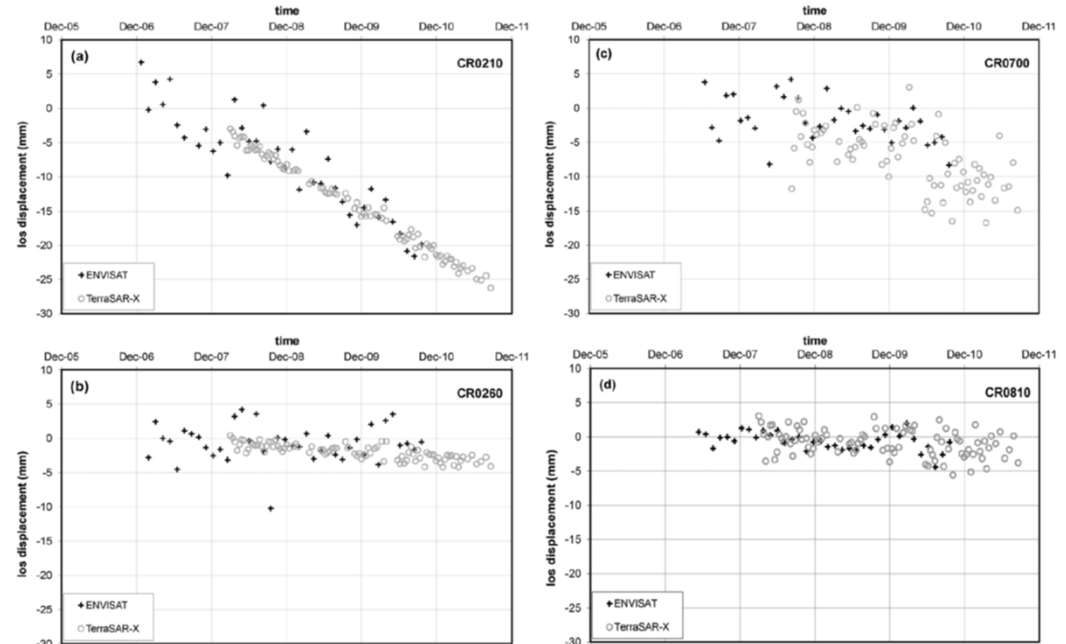 time
Dec-05 Dec-06 Dec-07 Dec-08 Dec-09 Dec-10 Dec-11
10
5
0
-5
-10
-15
-20
-25
-30
los displacement (mm)
(a)
CR0210
ENVISAT
TerraSAR-X
time
Dec-05 Dec-06 Dec-07 Dec-08 Dec-09 Dec-10 Dec-11
10
5
0
-5
-10
-15
-20
-25
-30
los displacement (mm)
(c)
CR0700
ENVISAT
TerraSAR-X
time
Dec-05 Dec-06 Dec-07 Dec-08 Dec-09 Dec-10 Dec-11
10
5
0
-5
-10
-15
-20
-25
-30
los displacement (mm)
(b)
CR0260
ENVISAT
TerraSAR-X
time
Dec-05 Dec-06 Dec-07 Dec-08 Dec-09 Dec-10 Dec-11
10
5
0
-5
-10
-15
-20
-25
-30
los displacement (mm)
(d)
CR0810
ENVISAT
TerraSAR-X